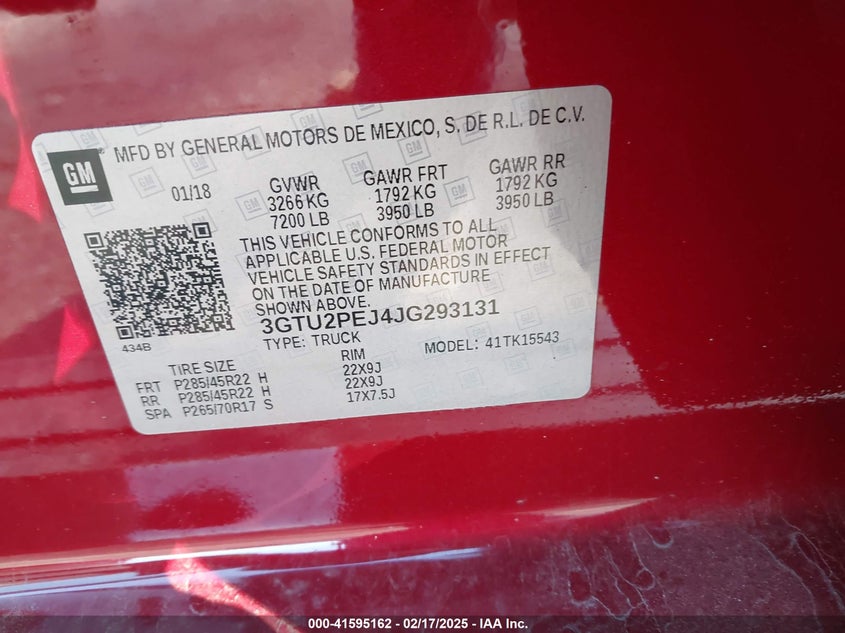 GM
MFD BY GENERAL MOTORS DE MEXICO, S. DE R.L. DE C.V.
01/18 GVWR GAWR FRT GAWR RR
3266 KG 1792 KG 1792 KG
7200 LB 3950 LB 3950 LB
THIS VEHICLE CONFORMS TO ALL
APPLICABLE U.S. FEDERAL MOTOR
VEHICLE SAFETY STANDARDS IN EFFECT
ON THE DATE OF MANUFACTURE
SHOWN ABOVE.
434B
3GTU2PEJ4JG293131
TYPE: TRUCK MODEL: 41TK15543
TIRE SIZE RIM
FRT P285/45R22 H 22X9J
RR P285/45R22 H 22X9J
SPA P265/70R17 S 17X7.5J
000-41595162 - 02/17/2025 - IAA Inc.